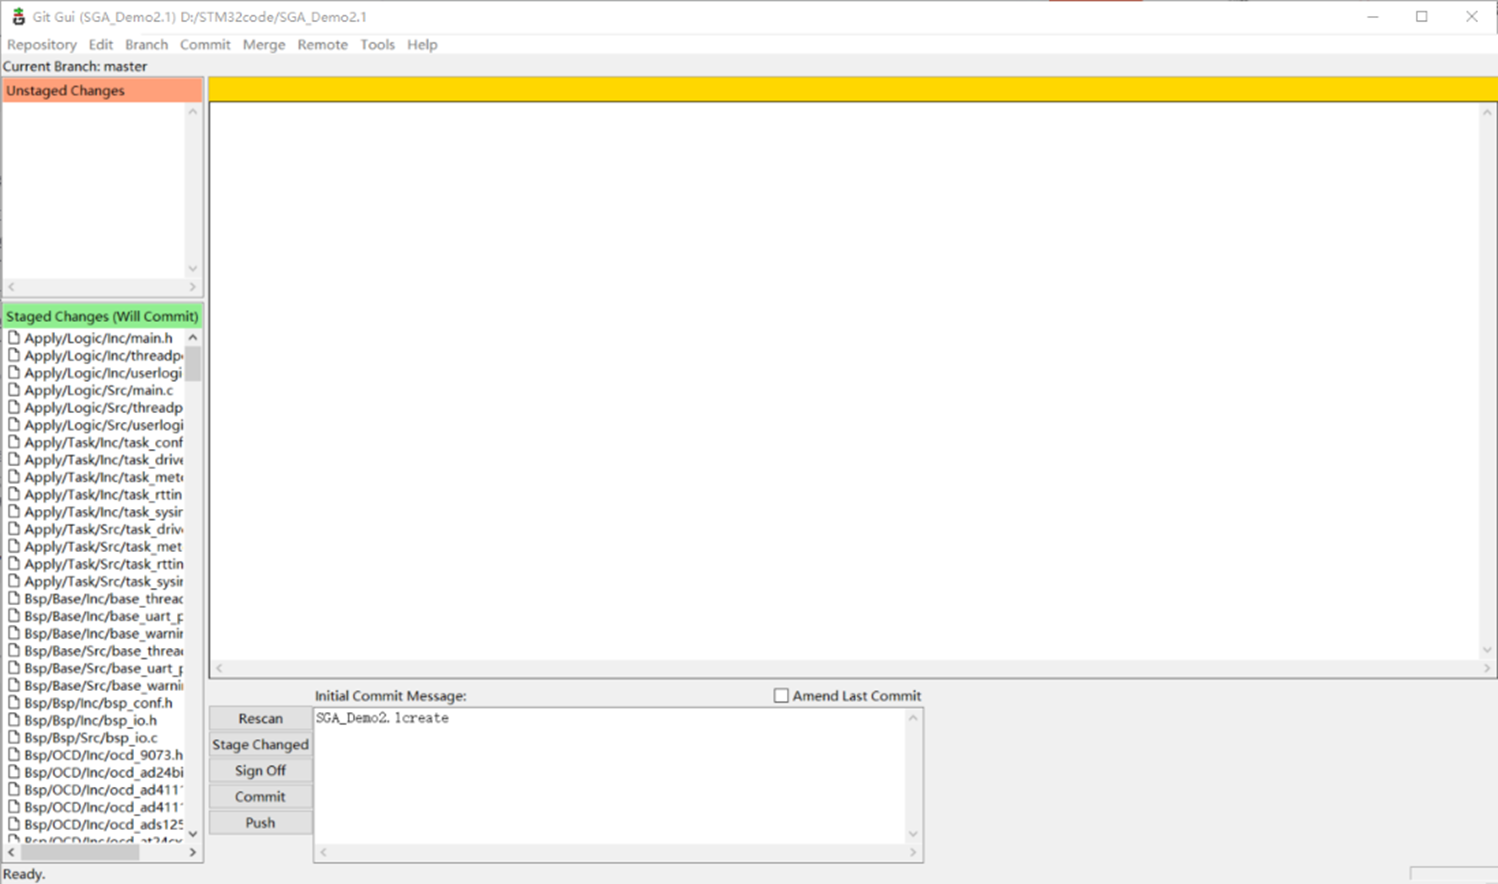 Git Gui (SGA_Demo2.1) D:/STM32code/SGA_Demo2.1
Repository Edit Branch Commit Merge Remote Tools Help
Current Branch: master
Unstaged Changes
Staged Changes (Will Commit)
Apply/Logic/Inc/main.h
Apply/Logic/Inc/threadp
Apply/Logic/Inc/userlogi
Apply/Logic/Src/main.c
Apply/Logic/Src/threadp
Apply/Logic/Src/userlogi
Apply/Task/Inc/task_conf
Apply/Task/Inc/task_drive
Apply/Task/Inc/task_mete
Apply/Task/Inc/task_rttin
Apply/Task/Inc/task_sysin
Apply/Task/Src/task_drive
Apply/Task/Src/task_met
Apply/Task/Src/task_rttin
Apply/Task/Src/task_sysin
Bsp/Base/Inc/base_threac
Bsp/Base/Inc/base_uart_p
Bsp/Base/Inc/base_warnin
Bsp/Base/Src/base_threa
Bsp/Base/Src/base_uart_p
Bsp/Base/Src/base_warni
Bsp/Bsp/Inc/bsp_conf.h
Bsp/Bsp/Inc/bsp_io.h
Bsp/Bsp/Src/bsp_io.c
Bsp/OCD/Inc/ocd_9073.h
Bsp/OCD/Inc/ocd_ad24bi
Bsp/OCD/Inc/ocd_ad411
Bsp/OCD/Inc/ocd_ad411
Bsp/OCD/Inc/ocd_ads125
Initial Commit Message:
Amend Last Commit
Rescan
Stage Changed
Sign Off
Commit
Push
SGA_Demo2.1create
Ready.